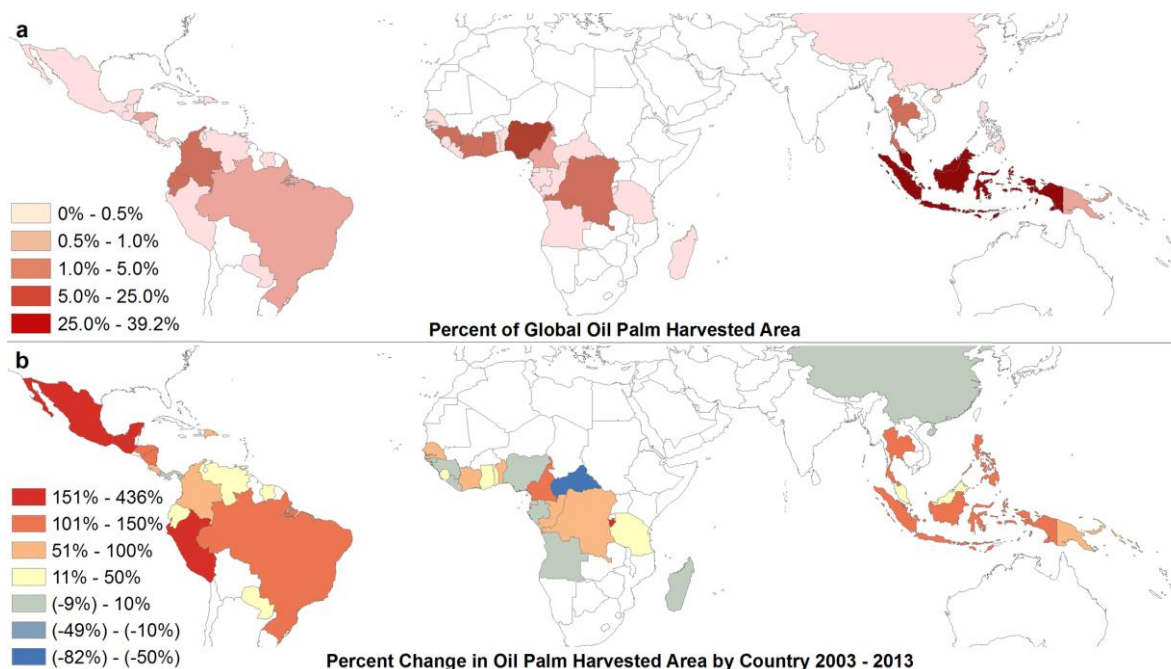 a
0% - 0.5%
0.5% - 1.0%
1.0% - 5.0%
5.0% - 25.0%
25.0% - 39.2%
Percent of Global Oil Palm Harvested Area
b
151% - 436%
101% - 150%
51% - 100%
11% - 50%
(-9%) - 10%
(-49%) - (-10%)
(-82%) - (-50%)
Percent Change in Oil Palm Harvested Area by Country 2003 - 2013